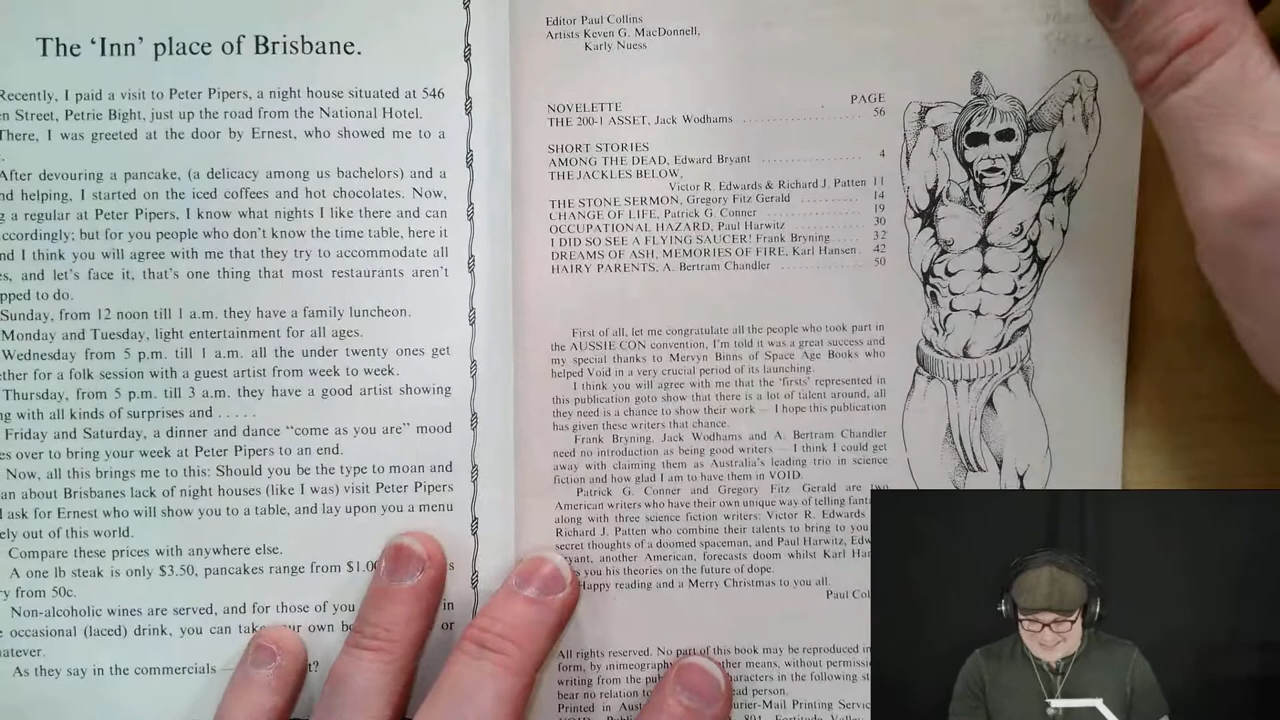 The 'Inn' place of Brisbane.
Recently, I paid a visit to Peter Pipers, a night house situated at 546
n Street, Petrie Bight, just up the road from the National Hotel.
There, I was greeted at the door by Ernest, who showed me to a
After devouring a pancake, (a delicacy among us bachelors) and a
nd helping, I started on the iced coffees and hot chocolates. Now,
g a regular at Peter Pipers, I know what nights I like there and can
ccordingly; but for you people who don't know the time table, here it
nd I think you will agree with me that they try to accommodate all
s, and let's face it, that's one thing that most restaurants aren't
pped to do.
Sunday, from 12 noon till 1 a.m. they have a family luncheon.
Monday and Tuesday, light entertainment for all ages.
Wednesday from 5 p.m. till 1 a.m. all the under twenty ones get
ther for a folk session with a guest artist from week to week.
Thursday, from 5 p.m. till 3 a.m. they have a good artist showing
ng with all kinds of surprises and . . . . .
Friday and Saturday, a dinner and dance "come as you are" mood
es over to bring your week at Peter Pipers to an end.
Now, all this brings me to this: Should you be the type to moan and
an about Brisbanes lack of night houses (like I was) visit Peter Pipers
ask for Ernest who will show you to a table, and lay upon you a menu
ely out of this world.
Compare these prices with anywhere else.
A one lb steak is only $3.50, pancakes range from $1.0
y from 50c.
Non-alcoholic wines are served, and for those of you in
occasional (laced) drink, you can take own or
atever.
As they say in the commercials — t?
Editor Paul Collins
Artists Keven G. MacDonnell,
Karly Nuess
NOVELETTE PAGE
THE 200-1 ASSET, Jack Wodhams 56
SHORT STORIES
AMONG THE DEAD, Edward Bryant 4
THE JACKLES BELOW,
Victor R. Edwards & Richard J. Patten 11
THE STONE SERMON, Gregory Fitz Gerald 14
CHANGE OF LIFE, Patrick G. Conner 19
OCCUPATIONAL HAZARD, Paul Harwitz 30
I DID SO SEE A FLYING SAUCER! Frank Bryning 32
DREAMS OF ASH, MEMORIES OF FIRE, Karl Hansen 42
HAIRY PARENTS, A. Bertram Chandler 50
First of all, let me congratulate all the people who took part in
the AUSSIE CON convention, I'm told it was a great success and
my special thanks to Mervyn Binns of Space Age Books who
helped Void in a very crucial period of its launching.
I think you will agree with me that the 'firsts' represented in
this publication goto show that there is a lot of talent around, all
they need is a chance to show their work — I hope this publication
has given these writers that chance.
Frank Bryning, Jack Wodhams and A. Bertram Chandler
need no introduction as being good writers — I think I could get
away with claiming them as Australia's leading trio in science
fiction and how glad I am to have them in VOID.
Patrick G. Conner and Gregory Fitz Gerald are two
American writers who have their own unique way of telling fant
along with three science fiction writers: Victor R. Edwards
Richard J. Patten who combine their talents to bring to you
secret thoughts of a doomed spaceman, and Paul Harwitz, Edw
ryant, another American, forecasts doom whilst Karl Han
s you his theories on the future of dope.
Happy reading and a Merry Christmas to you all.
Paul Col
All rights reserved. No part of this book may be reproduced in
form, by mimeograph ther means, without permiss
writing from the pu aracters in the following st
bear no relation to ead person.
Printed in Aust urier-Mail Printing Servic